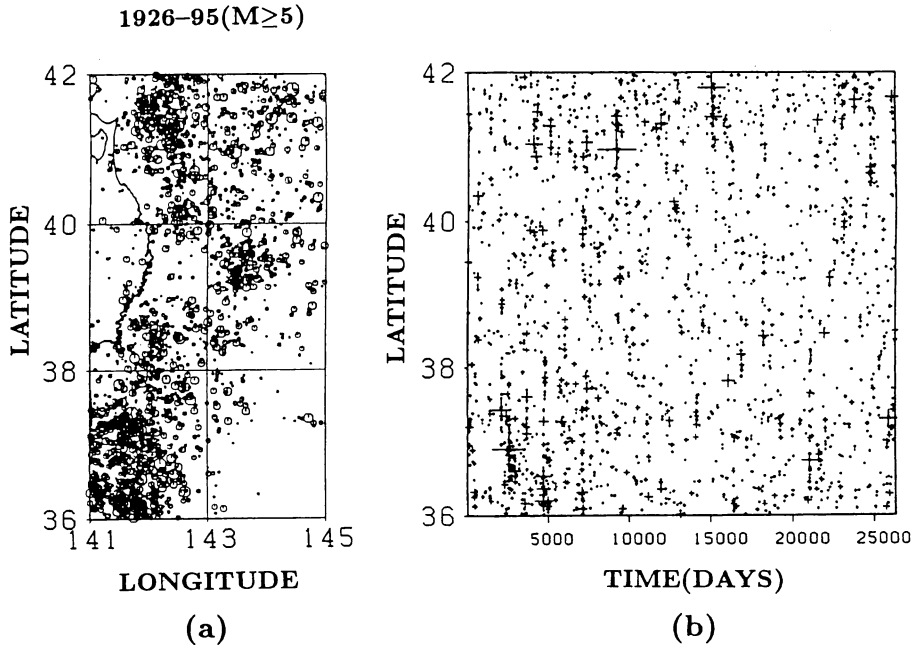 1926–95(M≥5)
42
40
38
36
LATITUDE
141 143 145
LONGITUDE
(a)
42
40
38
36
LATITUDE
5000 10000 15000 20000 25000
TIME(DAYS)
(b)